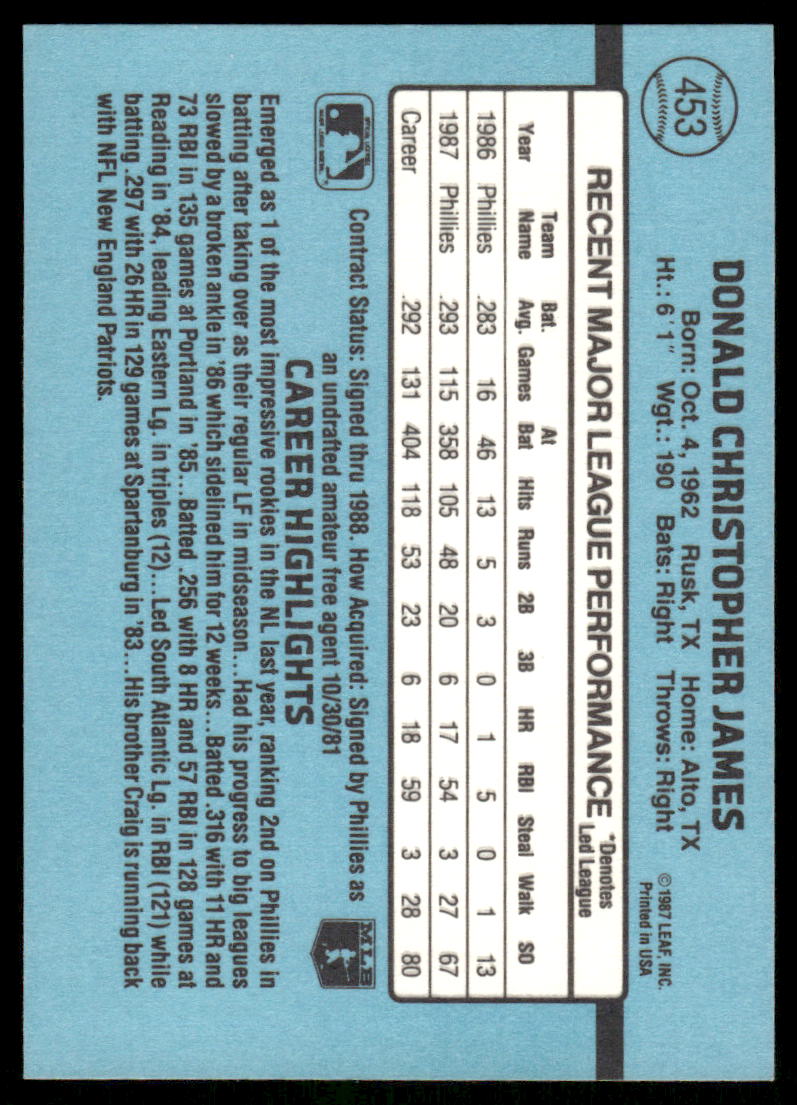 453
DONALD CHRISTOPHER JAMES
Born: Oct. 4, 1962 Rusk, TX Home: Alto, TX
Ht.: 6'1" Wgt.: 190 Bats: Right Throws: Right
©1987 LEAF, INC.
Printed in USA
RECENT MAJOR LEAGUE PERFORMANCE *Denotes Led League
Year Team Name Bat. Avg. Games At Bat Hits Runs 2B 3B HR RBI Steal Walk SO
1986 Phillies .283 16 46 13 5 3 0 1 5 0 1 13
1987 Phillies .293 115 358 105 48 20 6 17 54 3 27 67
Career .292 131 404 118 53 23 6 18 59 3 28 80
Contract Status: Signed thru 1988. How Acquired: Signed by Phillies as
an undrafted amateur free agent 10/30/81
MLB
CAREER HIGHLIGHTS
Emerged as 1 of the most impressive rookies in the NL last year, ranking 2nd on Phillies in
batting after taking over as their regular LF in midseason...Had his progress to big leagues
slowed by a broken ankle in '86 which sidelined him for 12 weeks...Batted .316 with 11 HR and
73 RBI in 135 games at Portland in '85...Batted .256 with 8 HR and 57 RBI in 128 games at
Reading in '84, leading Eastern Lg. in triples (12)...Led South Atlantic Lg. in RBI (121) while
batting .297 with 26 HR in 129 games at Spartanburg in '83...His brother Craig is running back
with NFL New England Patriots.